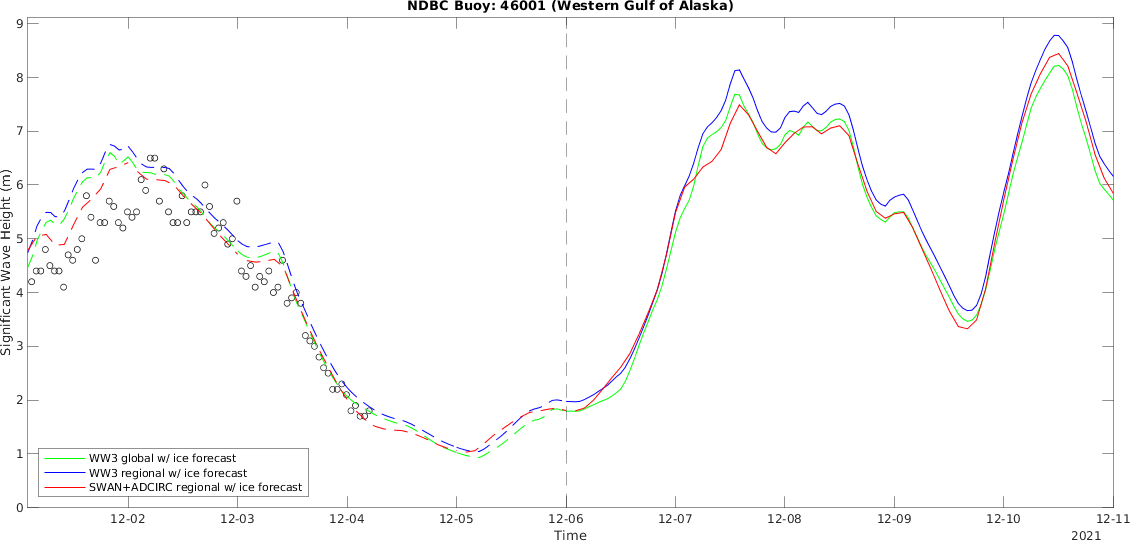 NDBC Buoy: 46001 (Western Gulf of Alaska)
Significant Wave Height (m)
9
8
7
6
5
4
3
2
1
0
WW3 global w/ ice forecast
WW3 regional w/ ice forecast
SWAN+ADCIRC regional w/ ice forecast
12-02 12-03 12-04 12-05 12-06 12-07 12-08 12-09 12-10 12-11
Time
2021